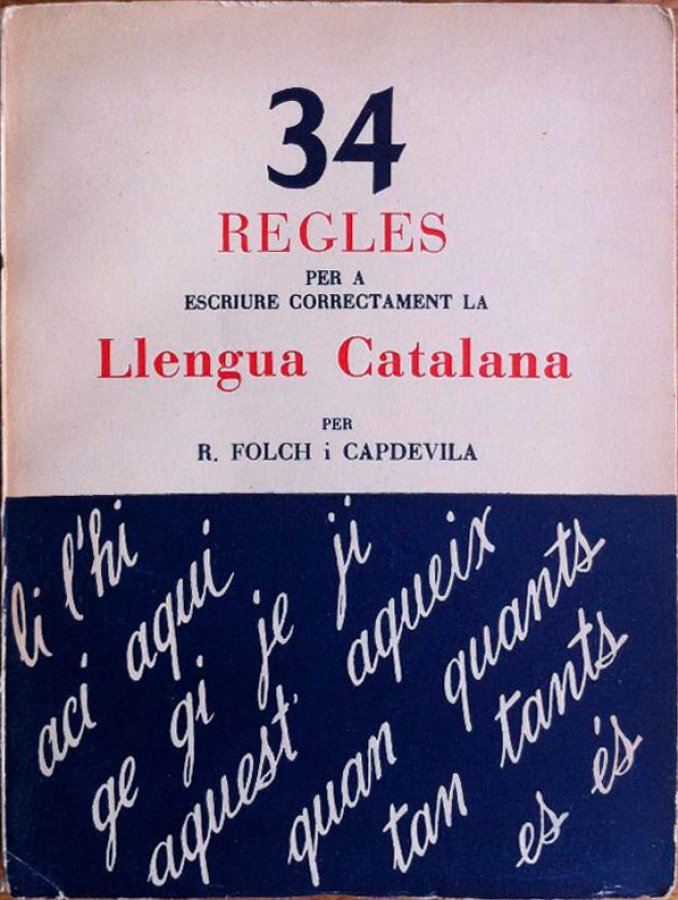 34
REGLES
PER A
ESCRIURE CORRECTAMENT LA
Llengua Catalana
PER
R. FOLCH i CAPDEVILA
li l'hi
aci aqui
ge gi je ji
aquest aqueix
quan quants
tan tants
es és